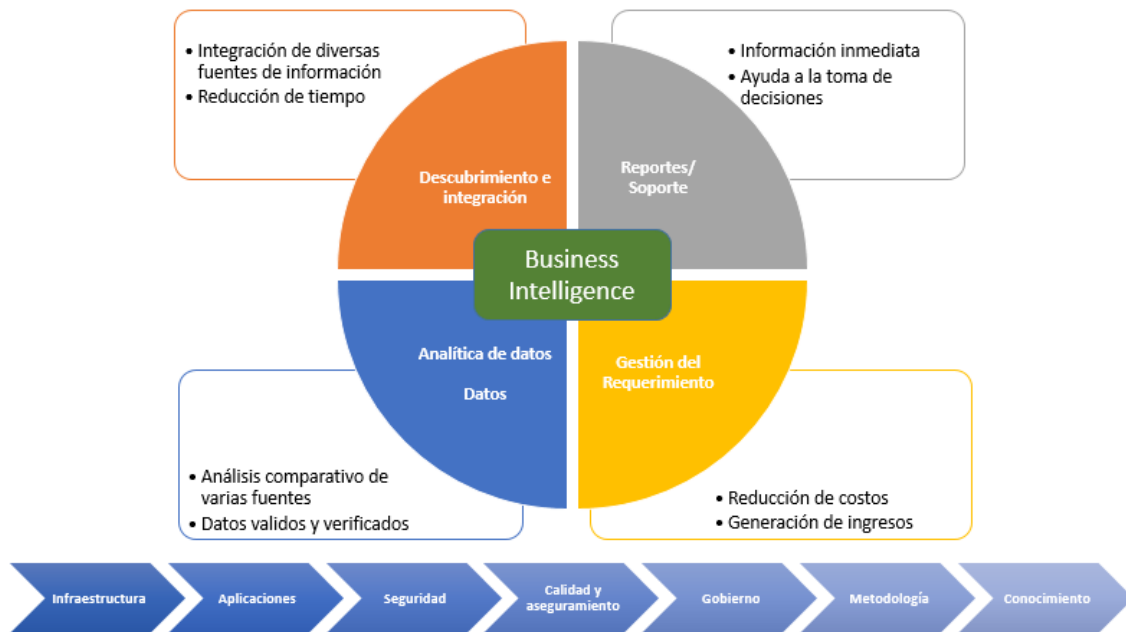 • Integración de diversas
fuentes de información
• Reducción de tiempo
• Información inmediata
• Ayuda a la toma de
decisiones
Descubrimiento e
integración
Reportes/
Soporte
Business
Intelligence
Analítica de datos
Datos
Gestión del
Requerimiento
• Análisis comparativo de
varias fuentes
• Datos validos y verificados
• Reducción de costos
• Generación de ingresos
Infraestructura
Aplicaciones
Seguridad
Calidad y
aseguramiento
Gobierno
Metodología
Conocimiento